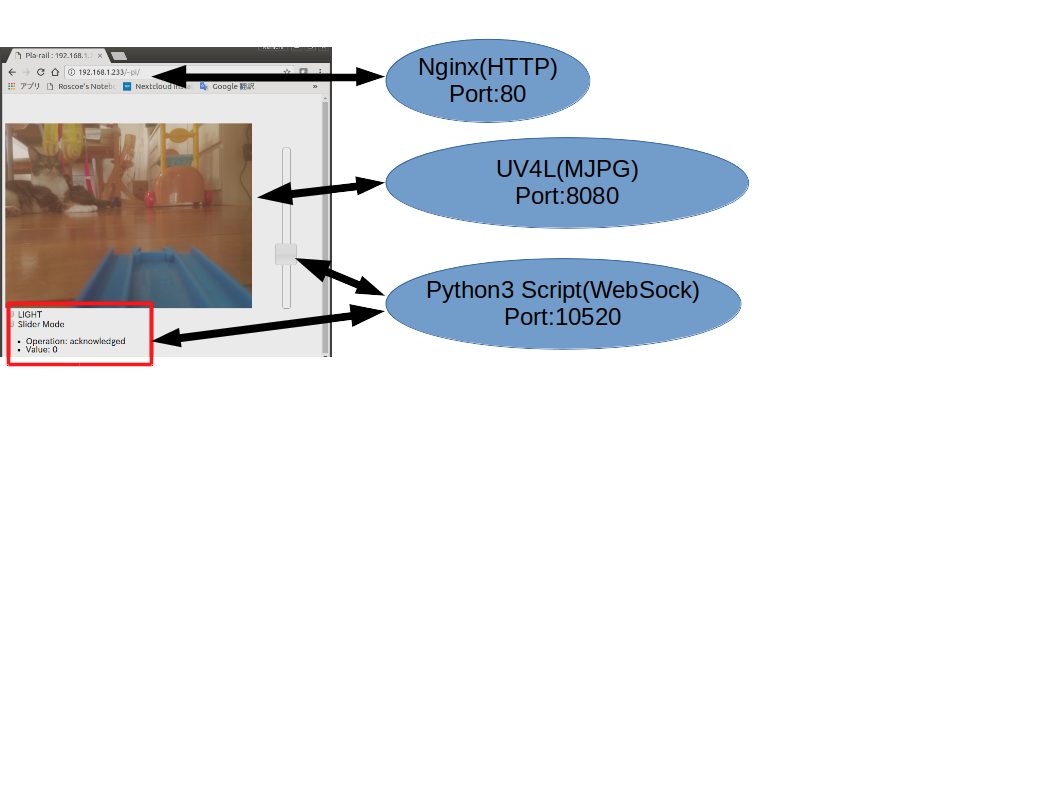 Pla-rail : 192.168.1.
192.168.1.233/~pi/
アプリ Roscoe's Noteb Nextcloud Insta Google 翻訳 »
Nginx(HTTP)
Port:80
UV4L(MJPG)
Port:8080
Python3 Script(WebSock)
Port:10520
LIGHT
Slider Mode
Operation: acknowledged
Value: 0